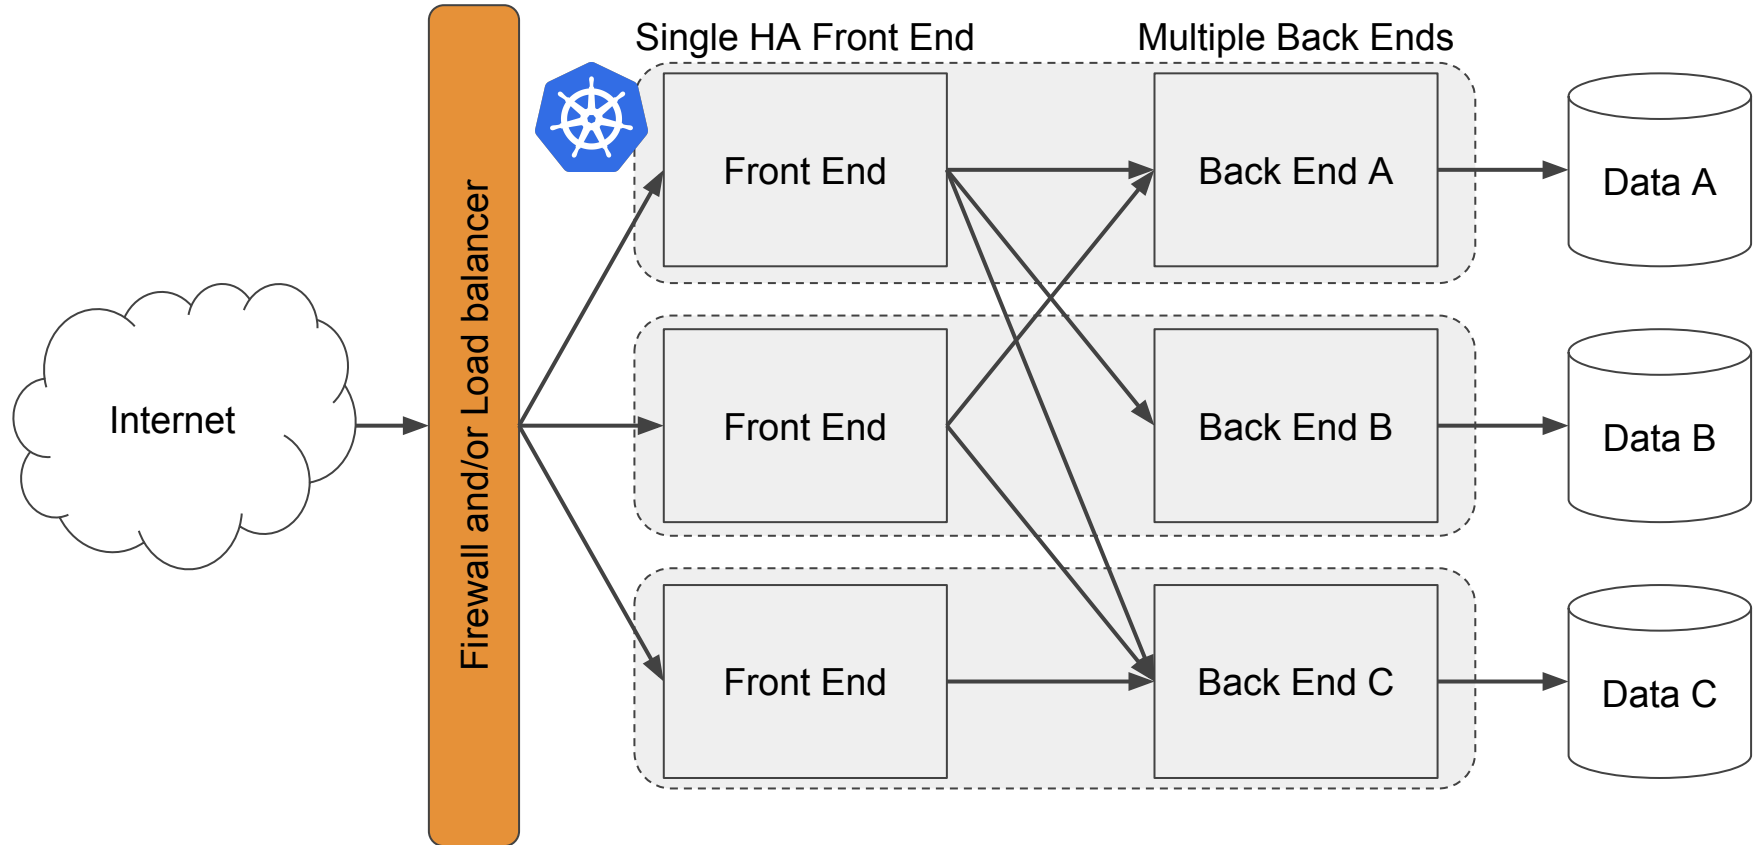 Single HA Front End
Multiple Back Ends
Internet
Firewall and/or Load balancer
Front End
Back End A
Data A
Front End
Back End B
Data B
Front End
Back End C
Data C